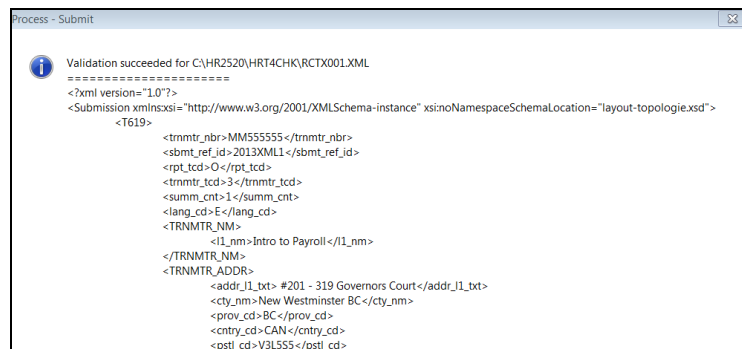 Process - Submit
Validation succeeded for C:\HR2520\HRT4CHK\RCTX001.XML
======================
<?xml version="1.0"?>
<Submission xmlns:xsi="http://www.w3.org/2001/XMLSchema-instance" xsi:noNamespaceSchemaLocation="layout-topologie.xsd">
<T619>
<trnmtr_nbr>MM555555</trnmtr_nbr>
<sbmt_ref_id>2013XML1</sbmt_ref_id>
<rpt_tcd>O</rpt_tcd>
<trnmtr_tcd>3</trnmtr_tcd>
<summ_cnt>1</summ_cnt>
<lang_cd>E</lang_cd>
<TRNMTR_NM>
<l1_nm>Intro to Payroll</l1_nm>
</TRNMTR_NM>
<TRNMTR_ADDR>
<addr_l1_txt> #201 - 319 Governors Court</addr_l1_txt>
<cty_nm>New Westminster BC</cty_nm>
<prov_cd>BC</prov_cd>
<cntry_cd>CAN</cntry_cd>
<pstl_cd>V3L5S5</pstl_cd>